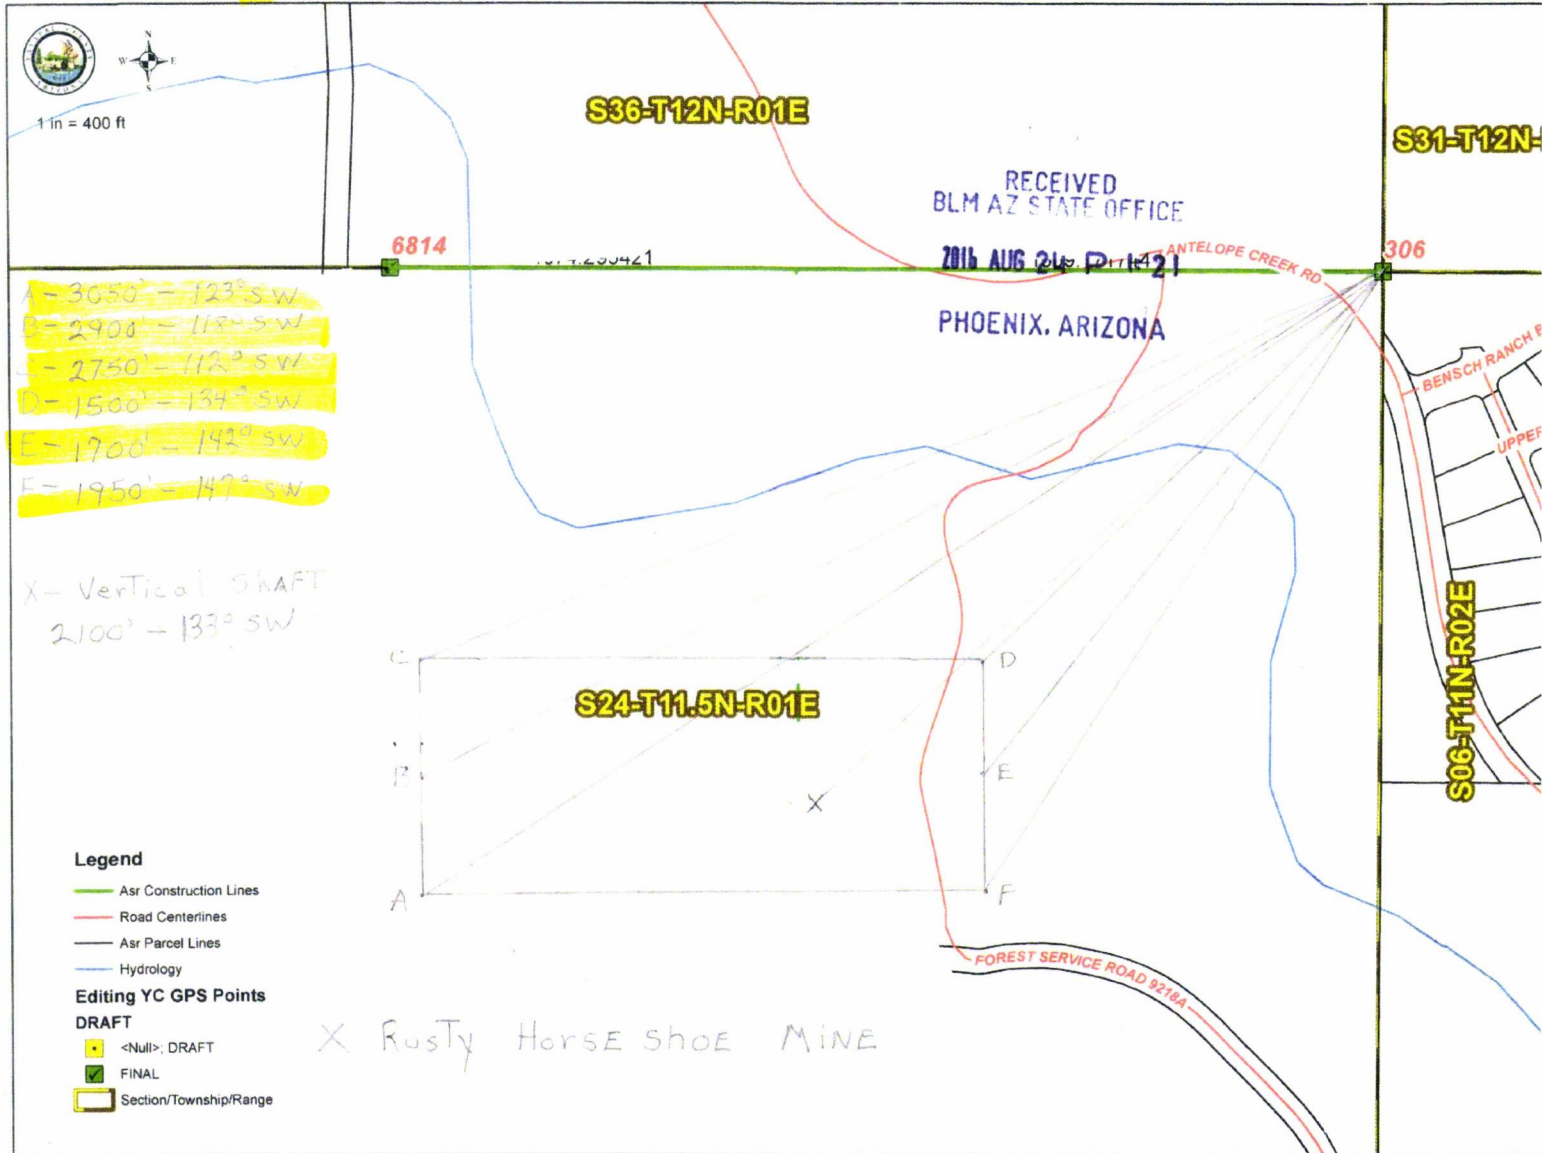 N
W E
S
1 in = 400 ft
S36-T12N-R01E
S31-T12N-
RECEIVED
BLM AZ STATE OFFICE
2016 AUG 24 P 1:21
PHOENIX, ARIZONA
6814
ANTELOPE CREEK RD
306
A - 3050' - 123° SW
B - 2900' - 118° SW
C - 2750' - 112° SW
D - 1500' - 134° SW
E - 1700' - 142° SW
F - 1950' - 147° SW
BENSCH RANCH
UPPER
X - VerTical ShAFT
2100' - 133° SW
C
D
S24-T11.5N-R01E
S06-T11N-R02E
B
E
X
A
F
Legend
Asr Construction Lines
Road Centerlines
Asr Parcel Lines
Hydrology
Editing YC GPS Points
DRAFT
<Null>; DRAFT
FINAL
Section/Township/Range
FOREST SERVICE ROAD 9218A
X RusTy HorsE ShoE MiNE